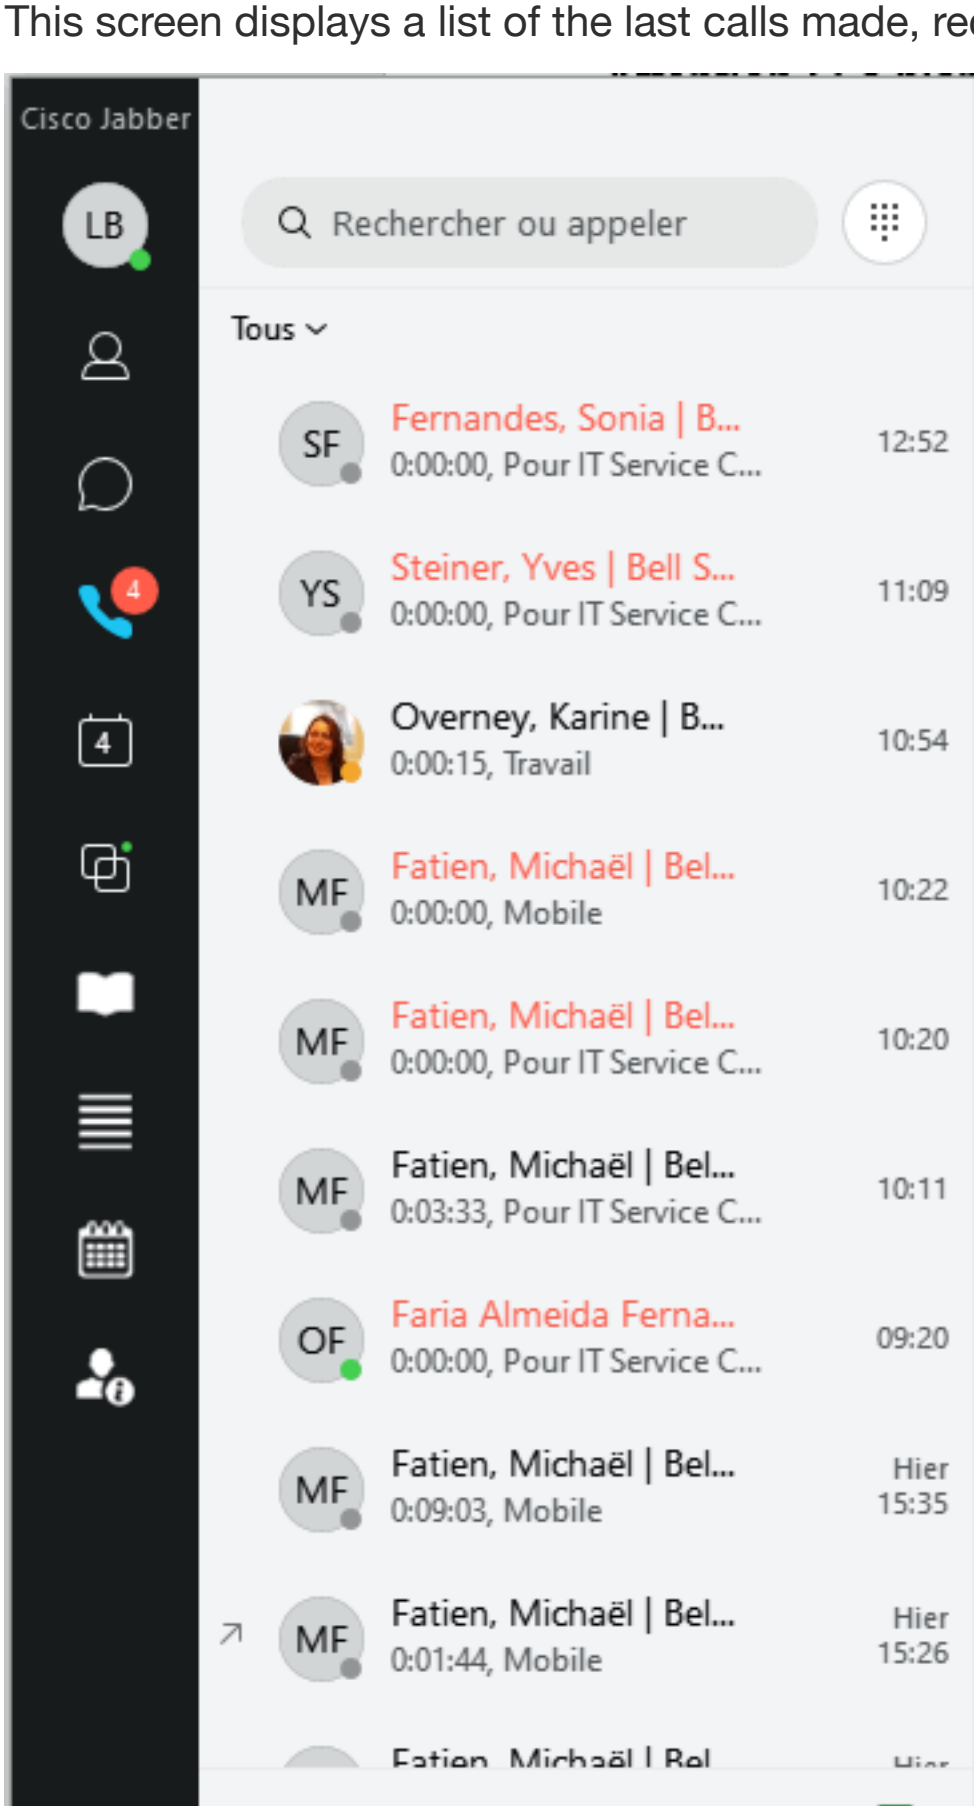 This screen displays a list of the last calls made,
Cisco Jabber
LB
Rechercher ou appeler
Tous
SF
Fernandes, Sonia | B...
0:00:00, Pour IT Service C...
12:52
YS
Steiner, Yves | Bell S...
0:00:00, Pour IT Service C...
11:09
4
Overney, Karine | B...
0:00:15, Travail
10:54
4
MF
Fatien, Michaël | Bel...
0:00:00, Mobile
10:22
MF
Fatien, Michaël | Bel...
0:00:00, Pour IT Service C...
10:20
MF
Fatien, Michaël | Bel...
0:03:33, Pour IT Service C...
10:11
OF
Faria Almeida Ferna...
0:00:00, Pour IT Service C...
09:20
MF
Fatien, Michaël | Bel...
0:09:03, Mobile
Hier
15:35
MF
Fatien, Michaël | Bel...
0:01:44, Mobile
Hier
15:26
Fatien, Michaël | Bel
Hier